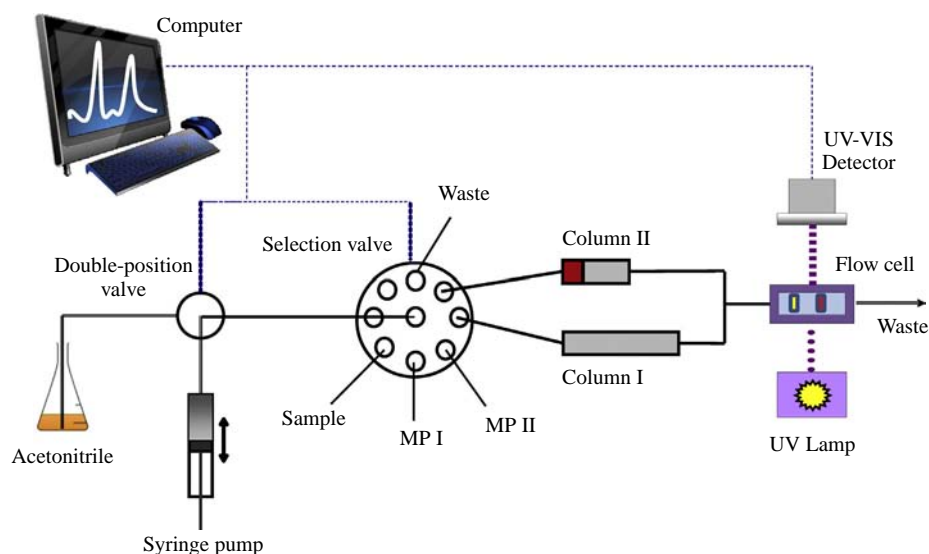 Computer
UV-VIS
Detector
Waste
Selection valve
Column II
Double-position
valve
Flow cell
Waste
Column I
Sample
MP I
MP II
Acetonitrile
UV Lamp
Syringe pump